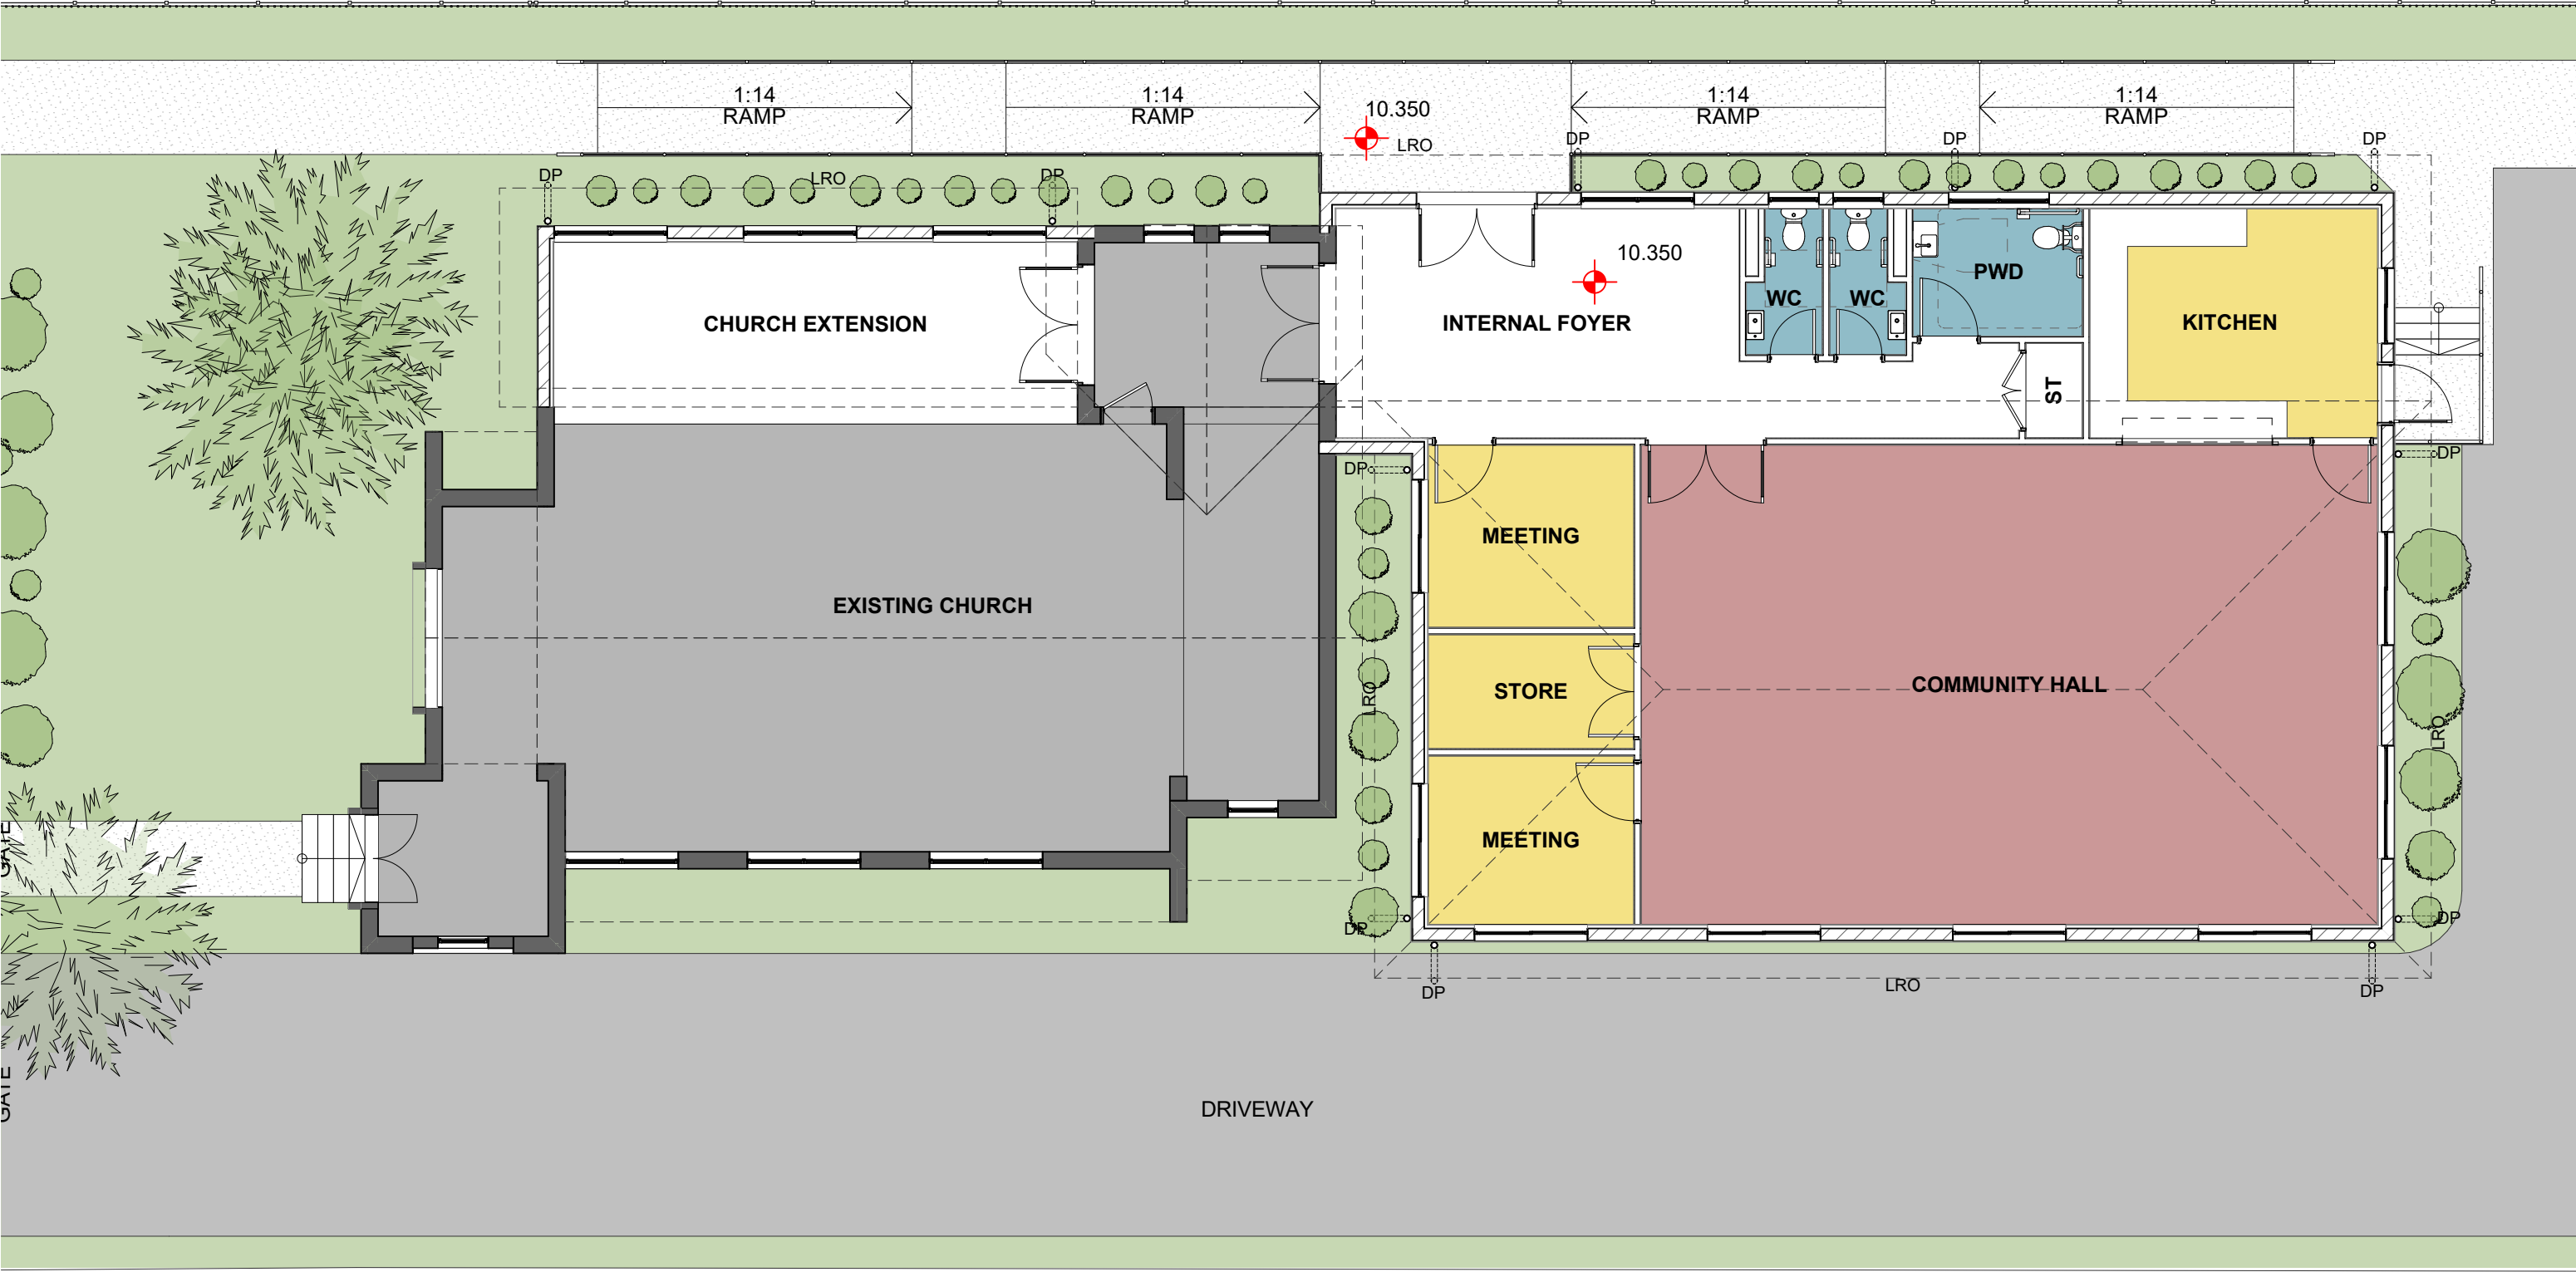 1:14
RAMP
1:14
RAMP
10.350
LRO
1:14
RAMP
1:14
RAMP
DP
DP
DP
DP
LRO
DP
10.350
CHURCH EXTENSION
INTERNAL FOYER
WC
WC
PWD
KITCHEN
ST
DP
DP
MEETING
EXISTING CHURCH
STORE
COMMUNITY HALL
LRO
LRO
MEETING
GATE
DP
DP
DP
LRO
DP
GATE
DRIVEWAY